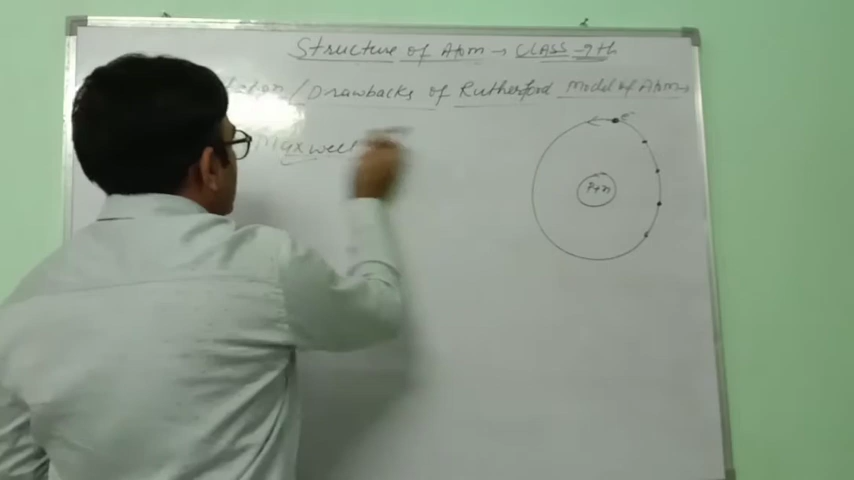 Structure of Atom → CLASS-9th
/Drawbacks of Rutherford Model of Atom→
Maxwell
e-
P+n